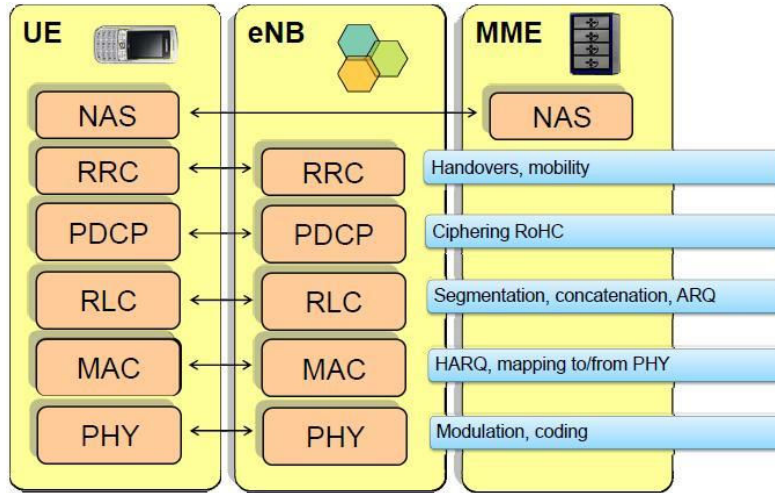 UE eNB MME
NAS NAS
RRC RRC Handovers, mobility
PDCP PDCP Ciphering RoHC
RLC RLC Segmentation, concatenation, ARQ
MAC MAC HARQ, mapping to/from PHY
PHY PHY Modulation, coding